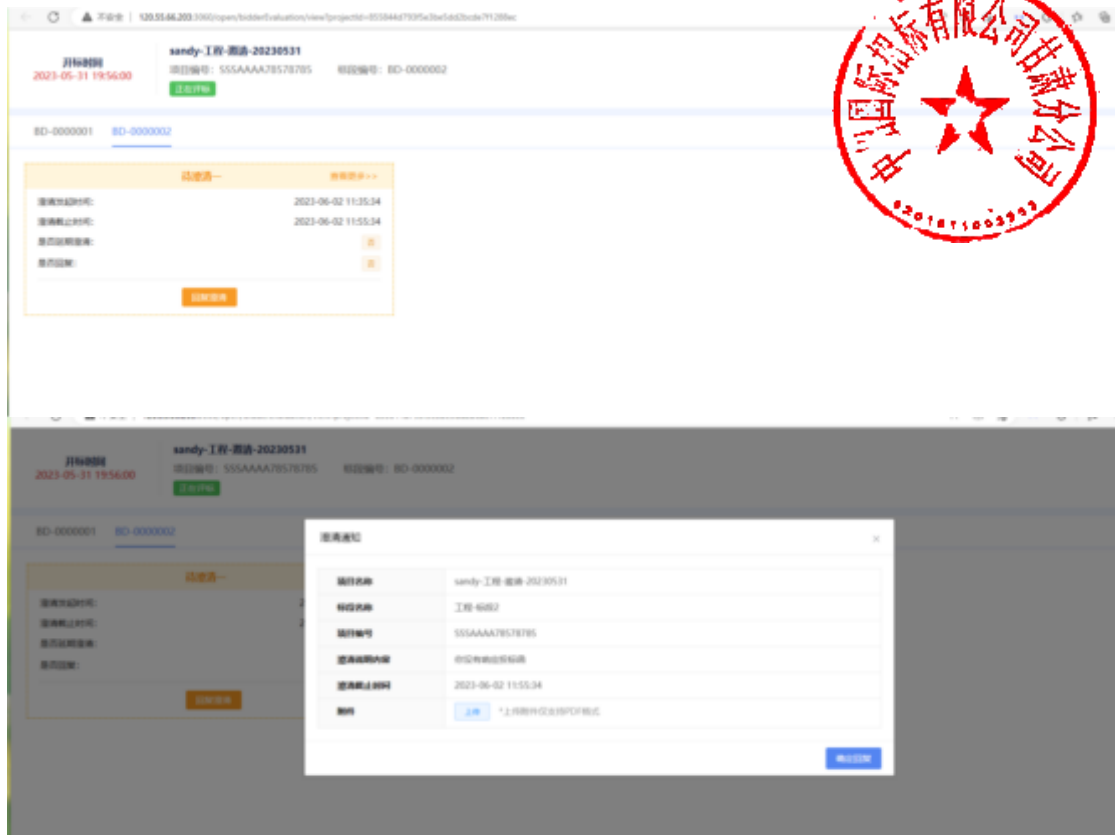 不安全 120.55.66.203:3060/open/bidderEvaluation/view?projectId=
开标时间
2023-05-31 19:56:00
sandy-工程-邀请-20230531
项目编号：SSSAAAA78578785 标段编号：BD-0000002
正在评标
BD-0000001 BD-0000002
待澄清一 查看更多>>
澄清发起时间: 2023-06-02 11:35:34
澄清截止时间: 2023-06-02 11:55:34
是否延期澄清: 否
是否回复: 否
回复澄清
国际招标有限公司甘肃分公司
开标时间
2023-05-31 19:56:00
sandy-工程-邀请-20230531
项目编号：SSSAAAA78578785 标段编号：BD-0000002
正在评标
BD-0000001 BD-0000002
待澄清一
澄清发起时间:
澄清截止时间:
是否延期澄清:
是否回复:
回复澄清
澄清通知
项目名称 sandy-工程-邀请-20230531
标段名称 工程-标段2
项目编号 SSSAAAA78578785
澄清说明内容 你没有响应投标函
澄清截止时间 2023-06-02 11:55:34
附件 上传 *上传附件仅支持PDF格式
确定回复